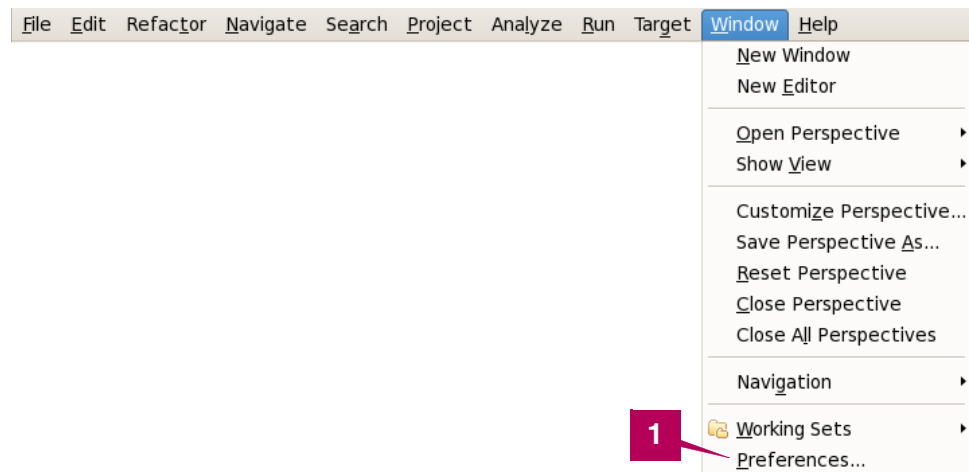 File Edit Refactor Navigate Search Project Analyze Run Target Window Help
New Window
New Editor
Open Perspective
Show View
Customize Perspective...
Save Perspective As...
Reset Perspective
Close Perspective
Close All Perspectives
Navigation
1
Working Sets
Preferences...